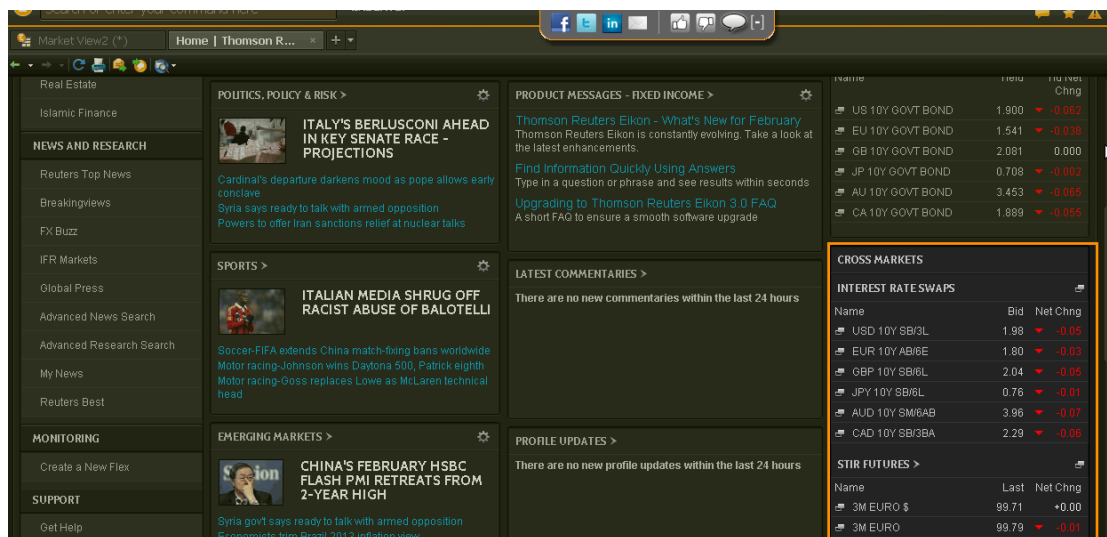 Search or enter your command here
Market View2 (*)
Home | Thomson R...
[-]
Real Estate
Islamic Finance
NEWS AND RESEARCH
Reuters Top News
Breakingviews
FX Buzz
IFR Markets
Global Press
Advanced News Search
Advanced Research Search
My News
Reuters Best
MONITORING
Create a New Flex
SUPPORT
Get Help
POLITICS, POLICY & RISK >
ITALY'S BERLUSCONI AHEAD
IN KEY SENATE RACE -
PROJECTIONS
Cardinal's departure darkens mood as pope allows early
conclave
Syria says ready to talk with armed opposition
Powers to offer Iran sanctions relief at nuclear talks
SPORTS >
ITALIAN MEDIA SHRUG OFF
RACIST ABUSE OF BALOTELLI
Soccer-FIFA extends China match-fixing bans worldwide
Motor racing-Johnson wins Daytona 500, Patrick eighth
Motor racing-Goss replaces Lowe as McLaren technical
head
EMERGING MARKETS >
CHINA'S FEBRUARY HSBC
FLASH PMI RETREATS FROM
2-YEAR HIGH
Syria gov't says ready to talk with armed opposition
Economists trim Brazil 2013 inflation view
PRODUCT MESSAGES - FIXED INCOME >
Thomson Reuters Eikon - What's New for February
Thomson Reuters Eikon is constantly evolving. Take a look at
the latest enhancements.
Find Information Quickly Using Answers
Type in a question or phrase and see results within seconds
Upgrading to Thomson Reuters Eikon 3.0 FAQ
A short FAQ to ensure a smooth software upgrade
LATEST COMMENTARIES >
There are no new commentaries within the last 24 hours
PROFILE UPDATES >
There are no new profile updates within the last 24 hours
Name Yield Net
Chng
US 10Y GOVT BOND 1.900 -0.062
EU 10Y GOVT BOND 1.541 -0.038
GB 10Y GOVT BOND 2.081 0.000
JP 10Y GOVT BOND 0.708 -0.002
AU 10Y GOVT BOND 3.453 -0.065
CA 10Y GOVT BOND 1.889 -0.055
CROSS MARKETS
INTEREST RATE SWAPS
Name Bid Net Chng
USD 10Y SB/3L 1.98 -0.05
EUR 10Y AB/6E 1.80 -0.03
GBP 10Y SB/6L 2.04 -0.05
JPY 10Y SB/6L 0.76 -0.01
AUD 10Y SM/6AB 3.96 -0.07
CAD 10Y SB/3BA 2.29 -0.06
STIR FUTURES >
Name Last Net Chng
3M EURO $ 99.71 +0.00
3M EURO 99.79 -0.01